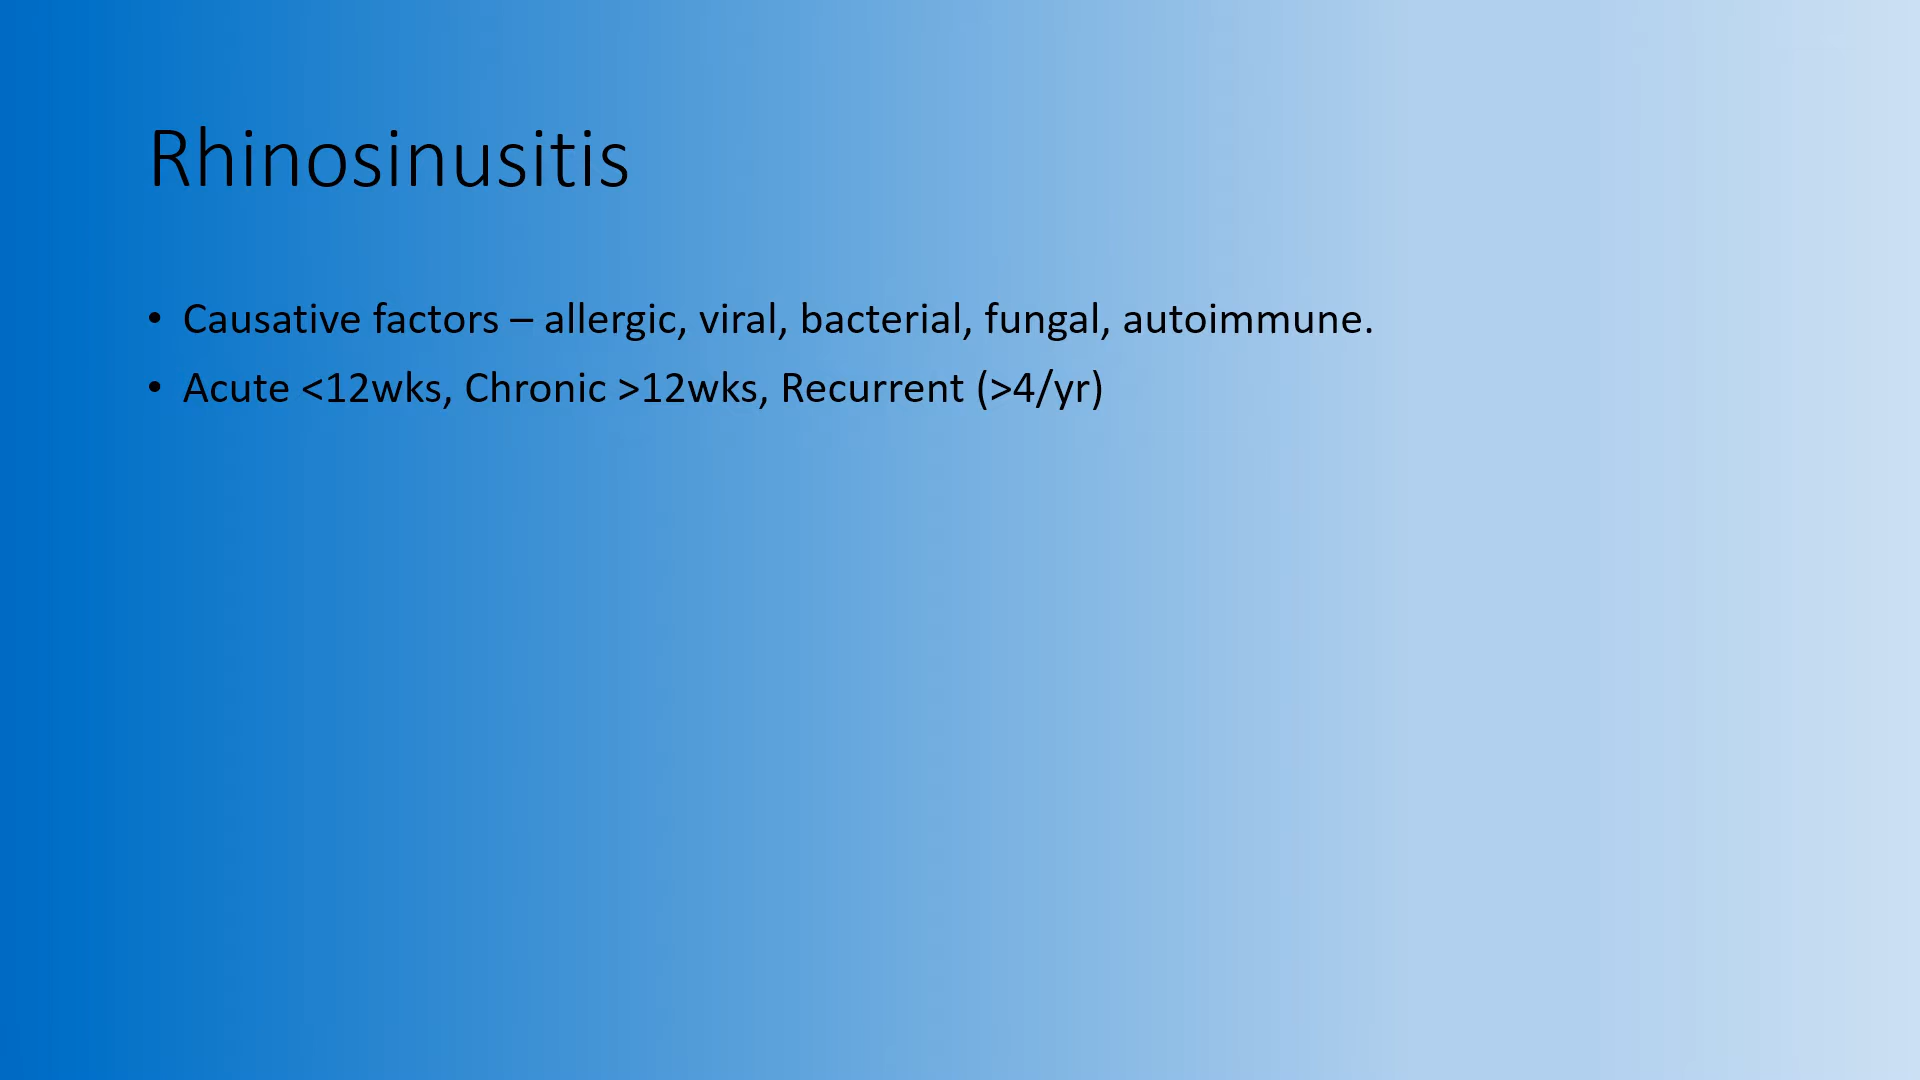 Rhinosinusitis
• Causative factors – allergic, viral, bacterial, fungal, autoimmune.
• Acute <12wks, Chronic >12wks, Recurrent (>4/yr)